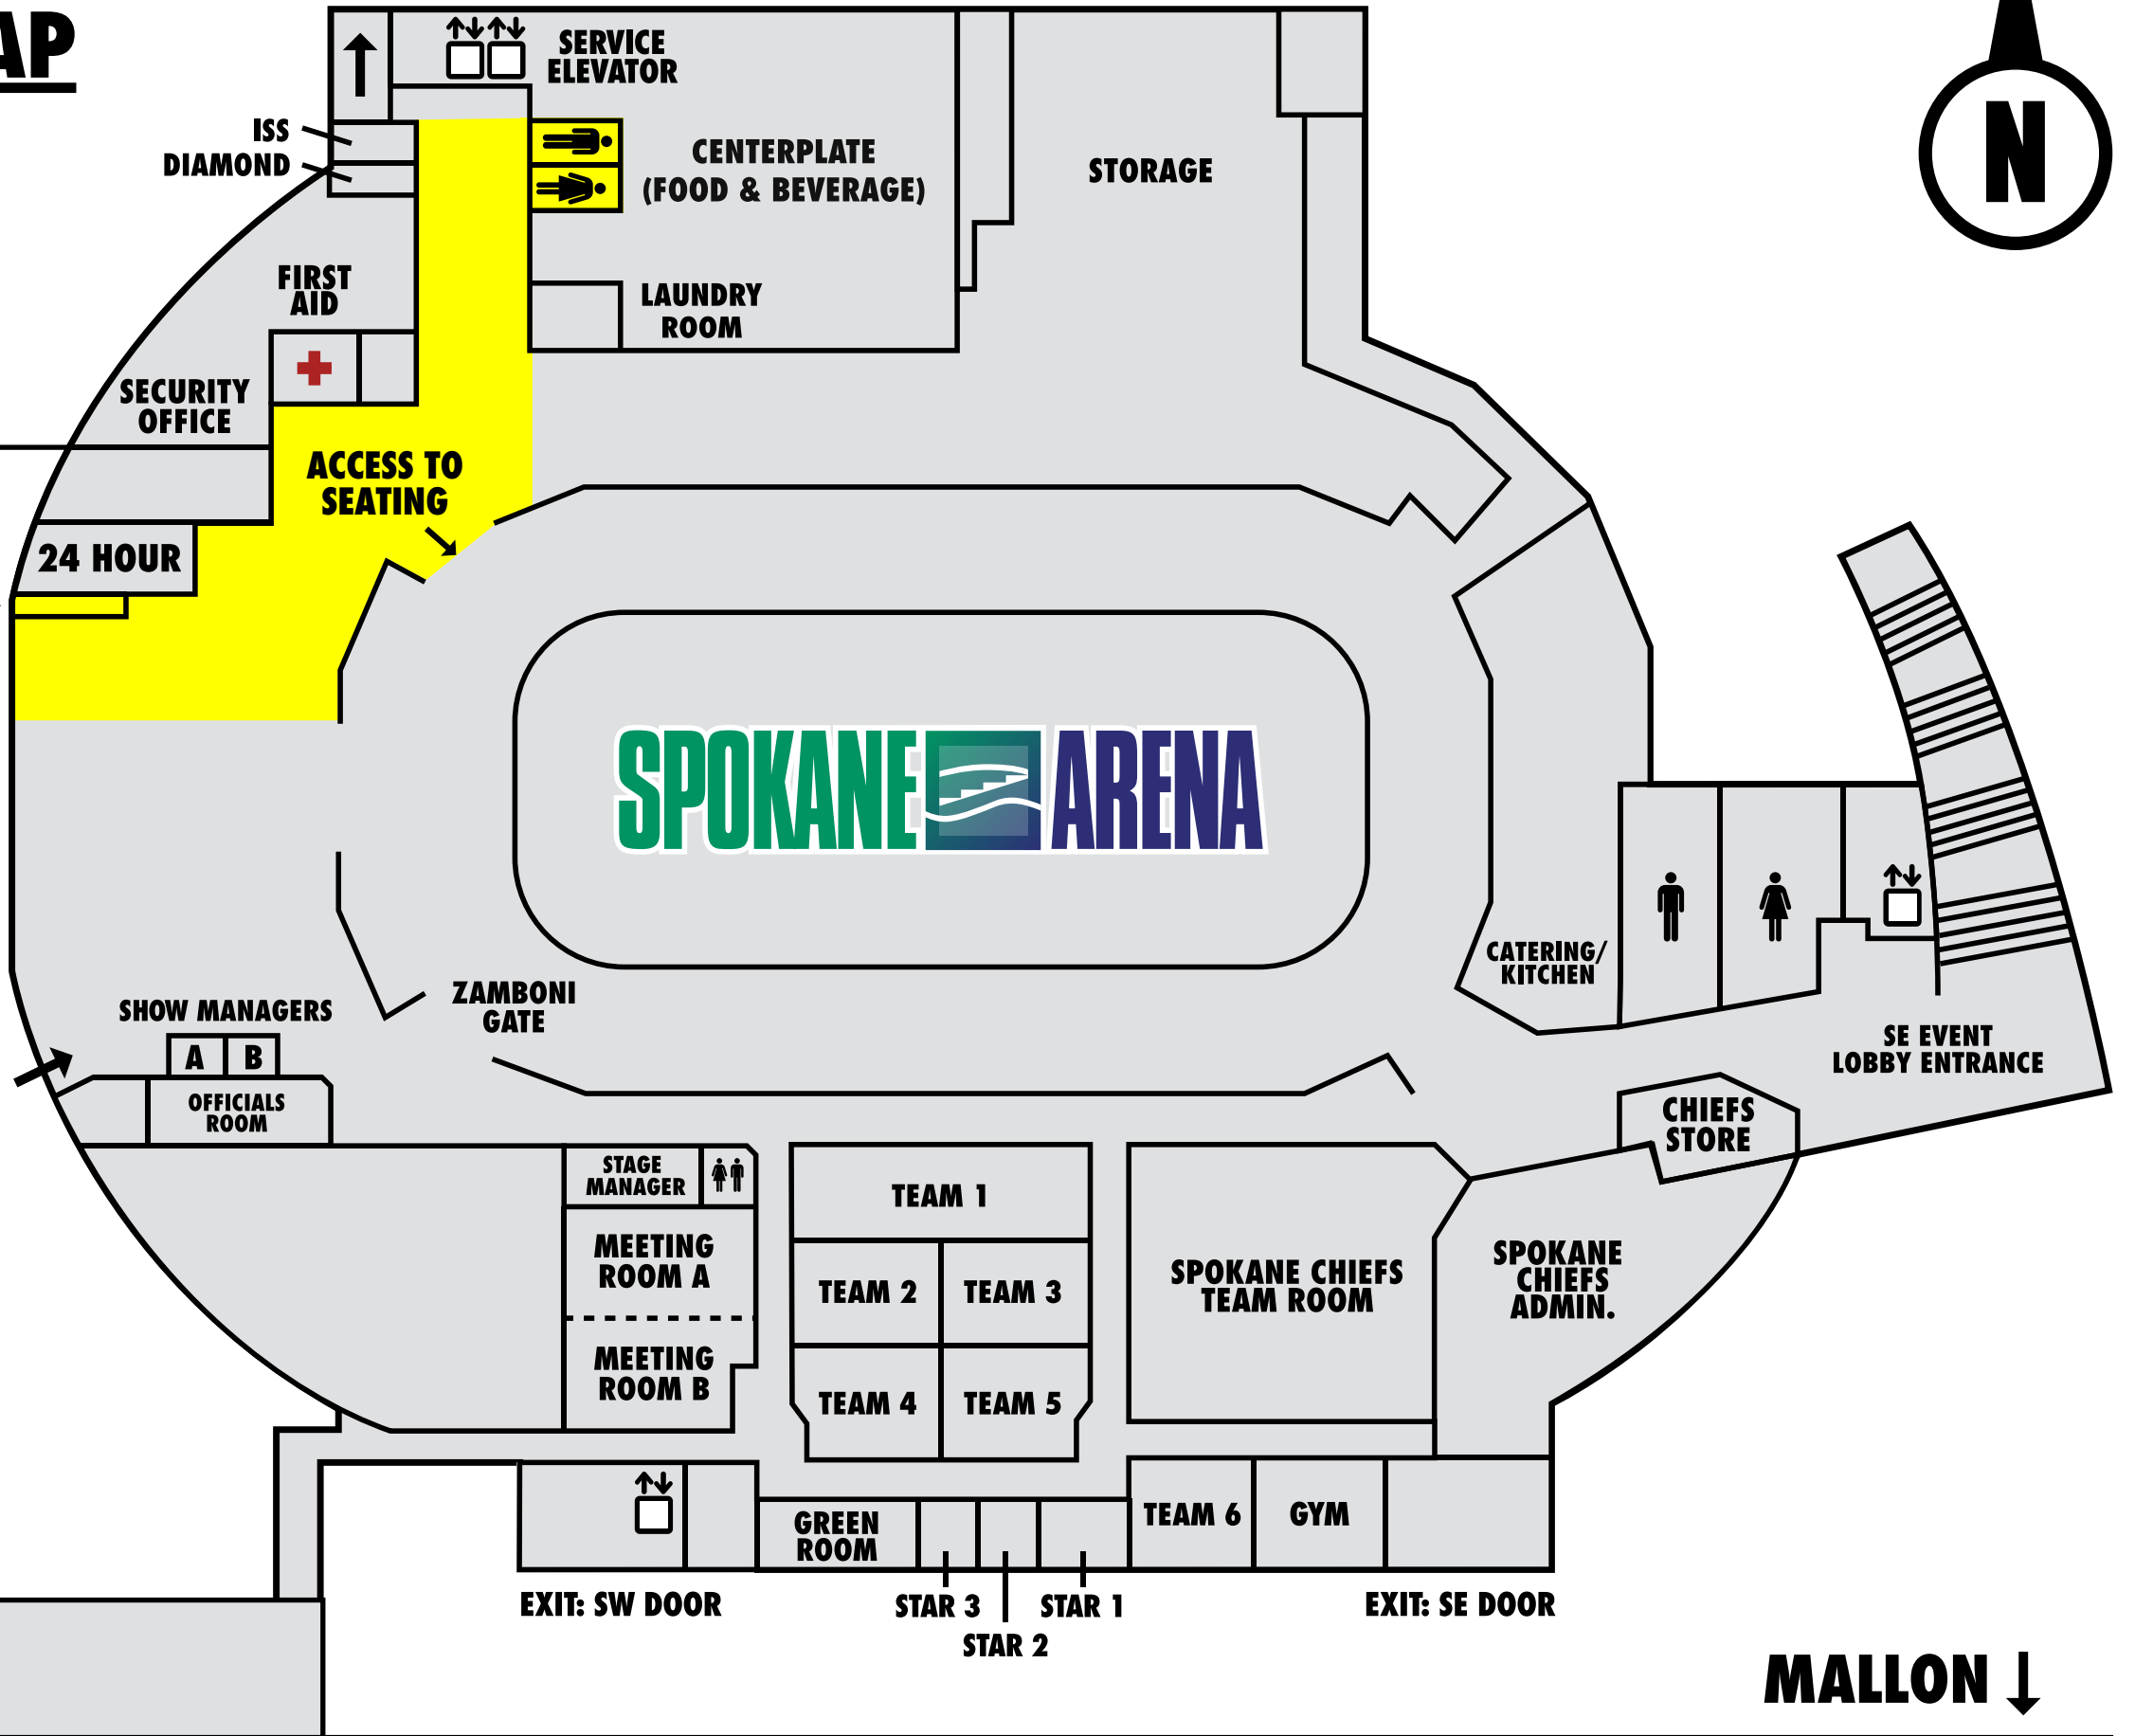 AP
N
SERVICE
ELEVATOR
ISS
DIAMOND
CENTERPLATE
(FOOD & BEVERAGE)
STORAGE
FIRST
AID
LAUNDRY
ROOM
SECURITY
OFFICE
ACCESS TO
SEATING
24 HOUR
SPOKANE ARENA
CATERING/
KITCHEN
ZAMBONI
GATE
SHOW MANAGERS
A B
OFFICIALS
ROOM
SE EVENT
LOBBY ENTRANCE
CHIEFS
STORE
STAGE
MANAGER
MEETING
ROOM A
MEETING
ROOM B
TEAM 1
TEAM 2
TEAM 3
TEAM 4
TEAM 5
SPOKANE CHIEFS
TEAM ROOM
SPOKANE
CHIEFS
ADMIN.
GREEN
ROOM
TEAM 6
GYM
EXIT: SW DOOR
STAR 3
STAR 2
STAR 1
EXIT: SE DOOR
MALLON